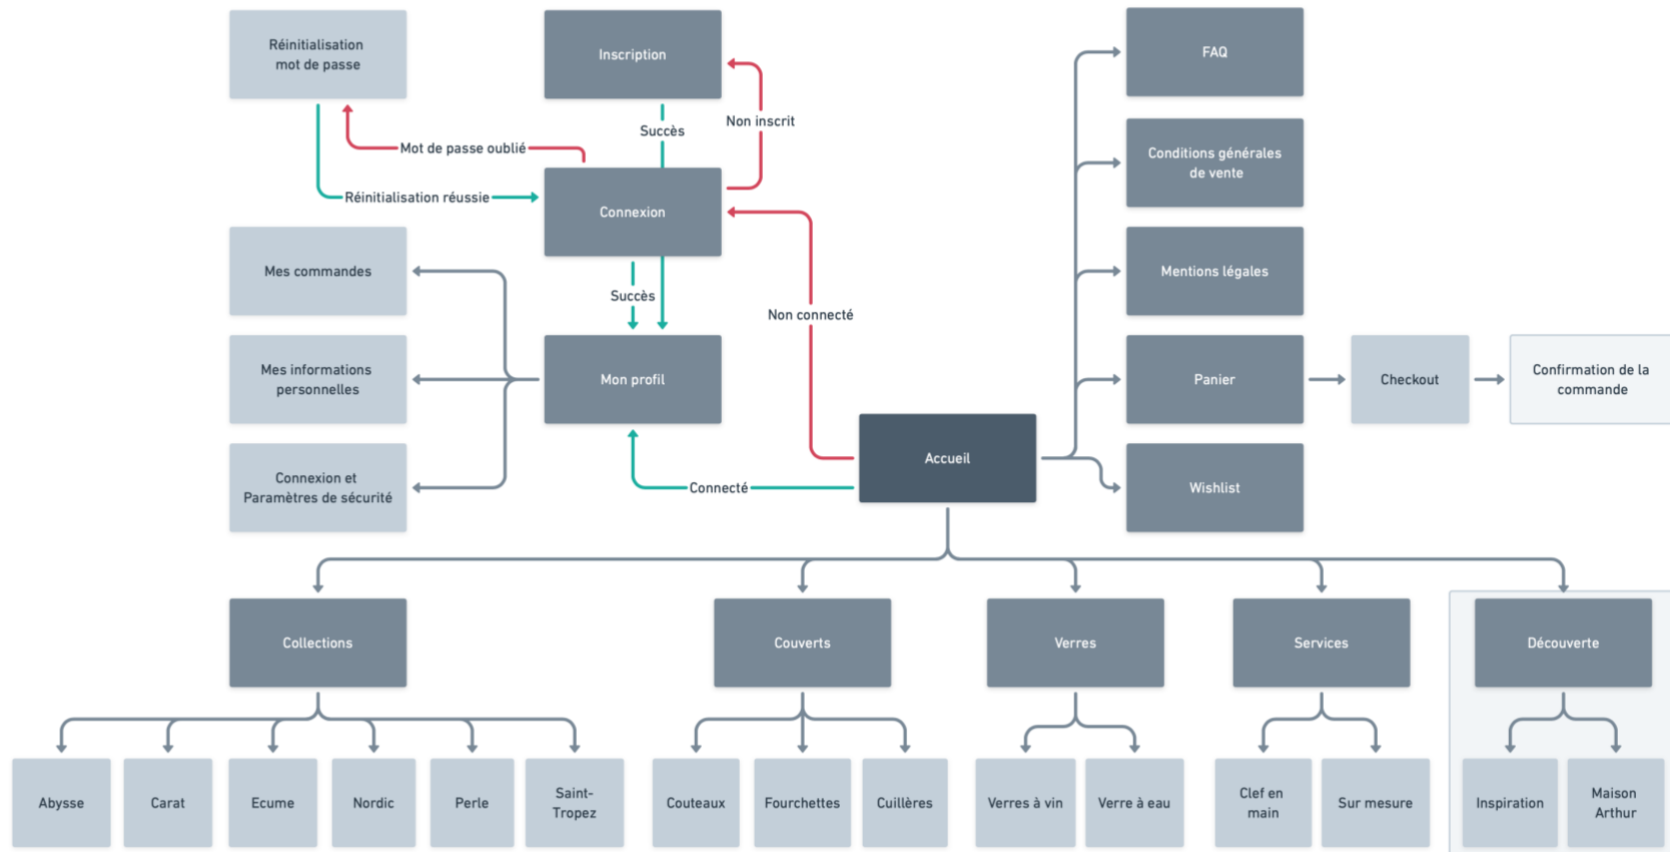 Réinitialisation
mot de passe
Inscription
FAQ
Non inscrit
Succès
Mot de passe oublié
Conditions générales
de vente
Réinitialisation réussie
Connexion
Mes commandes
Mentions légales
Succès
Non connecté
Mes informations
personnelles
Mon profil
Panier
Checkout
Confirmation de la
commande
Accueil
Connexion et
Paramètres de sécurité
Connecté
Wishlist
Collections
Couverts
Verres
Services
Découverte
Abysse
Carat
Ecume
Nordic
Perle
Saint-
Tropez
Couteaux
Fourchettes
Cuillères
Verres à vin
Verre à eau
Clef en
main
Sur mesure
Inspiration
Maison
Arthur